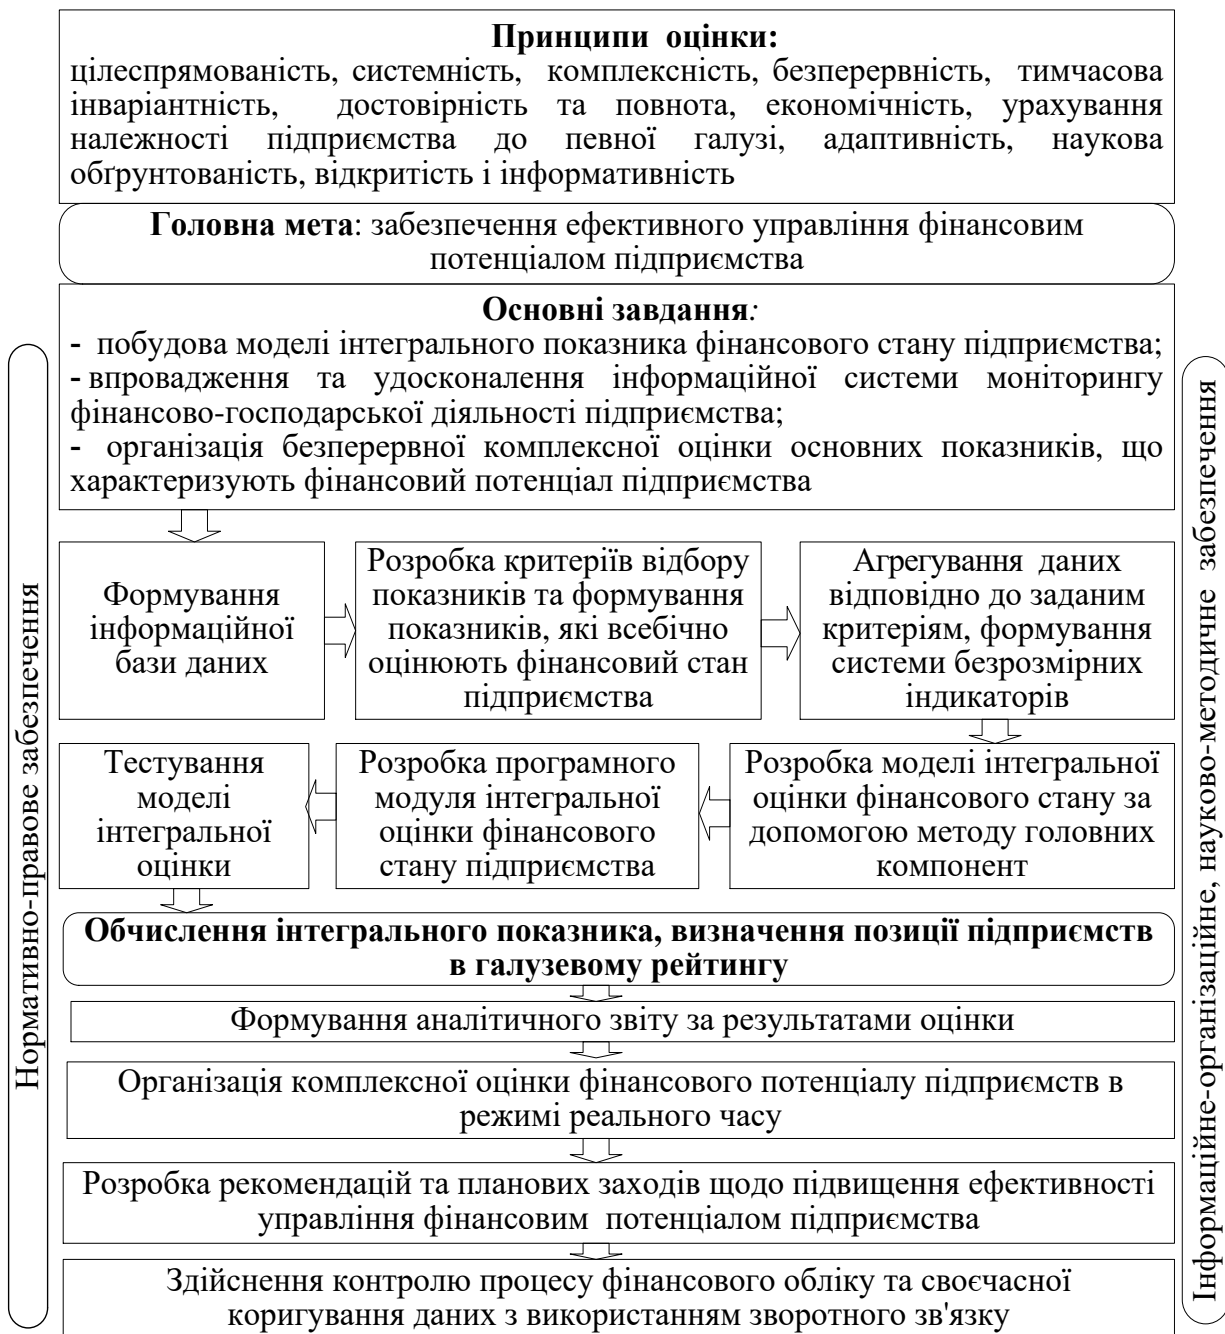 Принципи оцінки:
цілеспрямованість, системність, комплексність, безперервність, тимчасова
інваріантність, достовірність та повнота, економічність, урахування
належності підприємства до певної галузі, адаптивність, наукова
обґрунтованість, відкритість і інформативність
Головна мета: забезпечення ефективного управління фінансовим
потенціалом підприємства
Основні завдання:
- побудова моделі інтегрального показника фінансового стану підприємства;
- впровадження та удосконалення інформаційної системи моніторингу
фінансово-господарської діяльності підприємства;
- організація безперервної комплексної оцінки основних показників, що
характеризують фінансовий потенціал підприємства
Нормативно-правове забезпечення
Інформаційне-організаційне, науково-методичне забезпечення
Формування
інформаційної
бази даних
Розробка критеріїв відбору
показників та формування
показників, які всебічно
оцінюють фінансовий стан
підприємства
Агрегування даних
відповідно до заданим
критеріям, формування
системи безрозмірних
індикаторів
Розробка моделі інтегральної
оцінки фінансового стану за
допомогою методу головних
компонент
Розробка програмного
модуля інтегральної
оцінки фінансового
стану підприємства
Тестування
моделі
інтегральної
оцінки
Обчислення інтегрального показника, визначення позиції підприємств
в галузевому рейтингу
Формування аналітичного звіту за результатами оцінки
Організація комплексної оцінки фінансового потенціалу підприємств в
режимі реального часу
Розробка рекомендацій та планових заходів щодо підвищення ефективності
управління фінансовим потенціалом підприємства
Здійснення контролю процесу фінансового обліку та своєчасної
коригування даних з використанням зворотного зв'язку